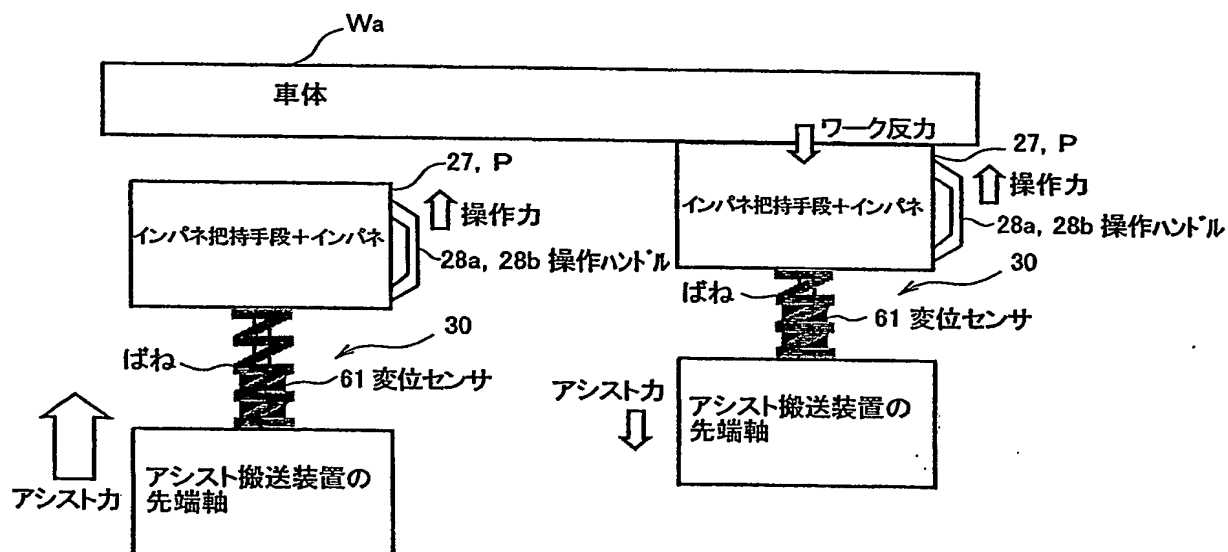 Wa
車体
ワーク反力
27, P
操作力
インパネ把持手段+インパネ
28a, 28b 操作ハンドル
ばね
30
61 変位センサ
アシスト力
アシスト搬送装置の
先端軸
27, P
操作力
インパネ把持手段+インパネ
28a, 28b 操作ハンドル
30
ばね
61 変位センサ
アシスト力
アシスト搬送装置の
先端軸